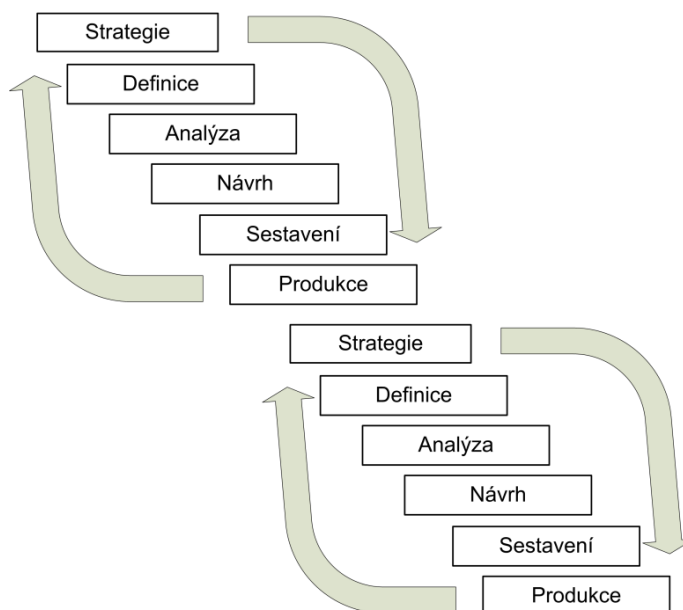 Strategie
Definice
Analýza
Návrh
Sestavení
Produkce
Strategie
Definice
Analýza
Návrh
Sestavení
Produkce